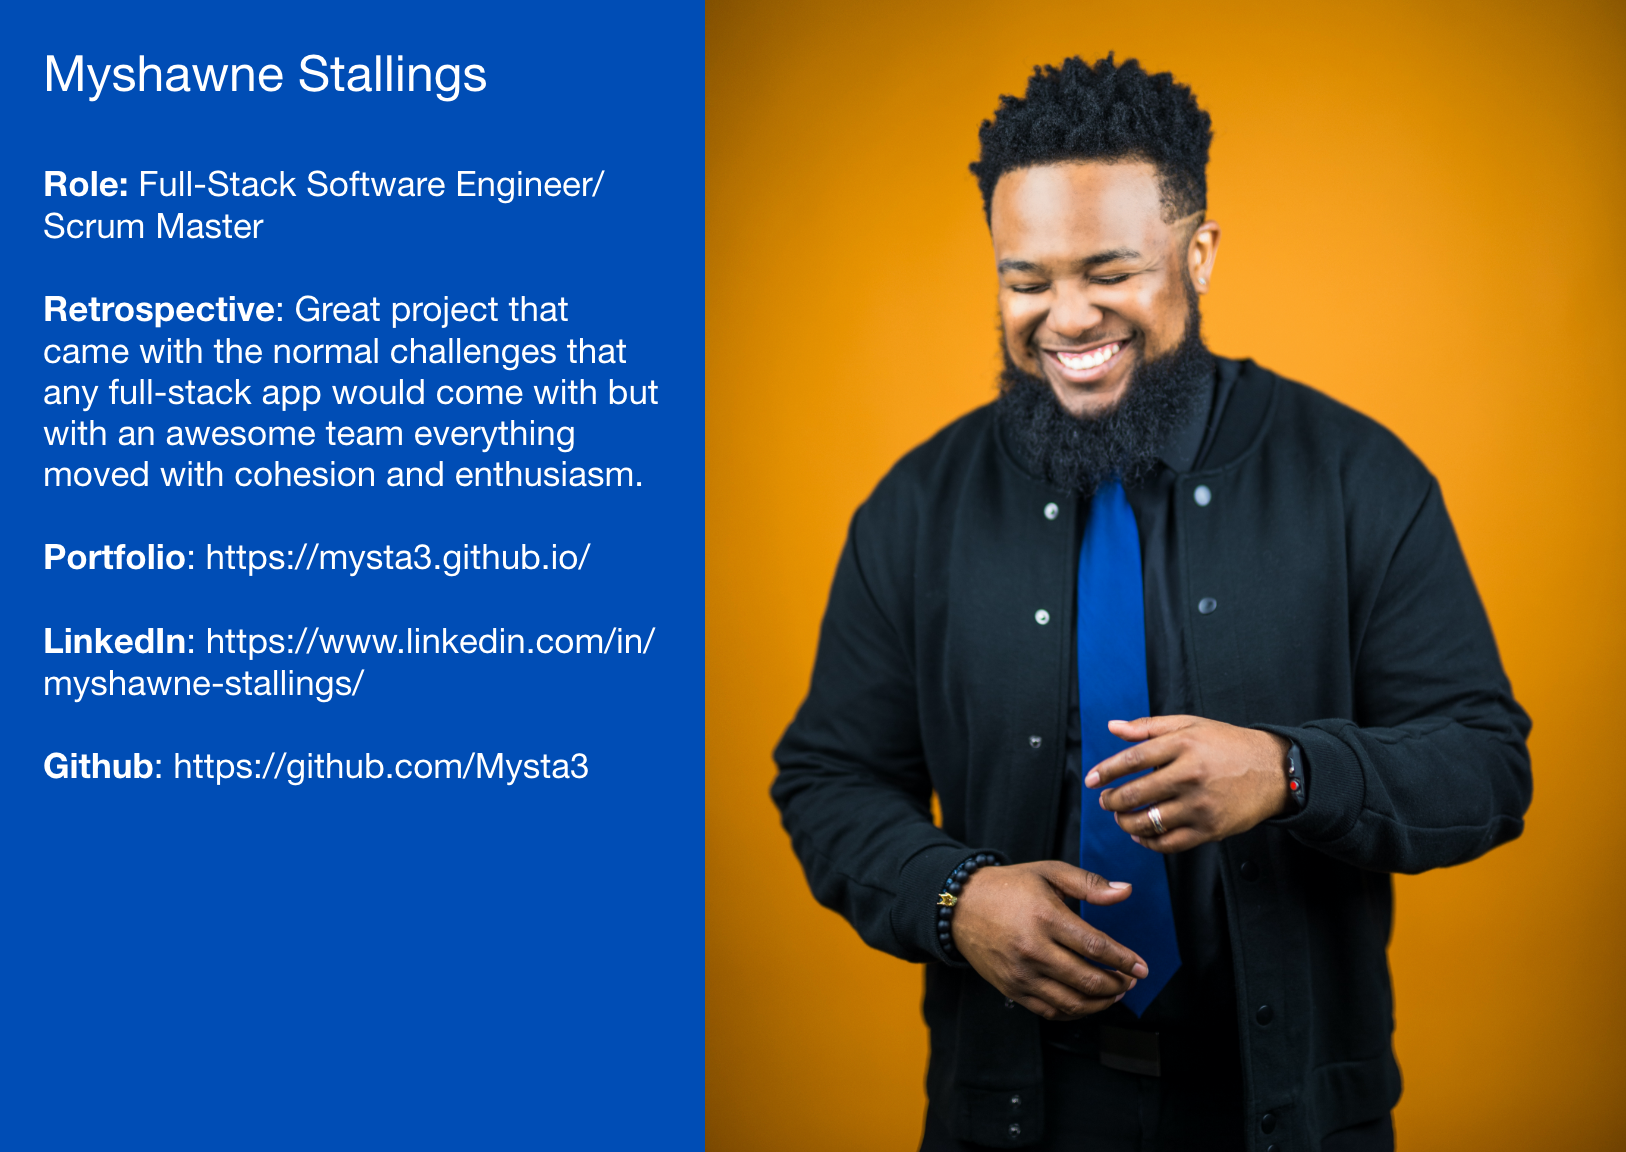 Myshawne Stallings
Role: Full-Stack Software Engineer/
Scrum Master
Retrospective: Great project that
came with the normal challenges that
any full-stack app would come with but
with an awesome team everything
moved with cohesion and enthusiasm.
Portfolio: https://mysta3.github.io/
LinkedIn: https://www.linkedin.com/in/
myshawne-stallings/
Github: https://github.com/Mysta3